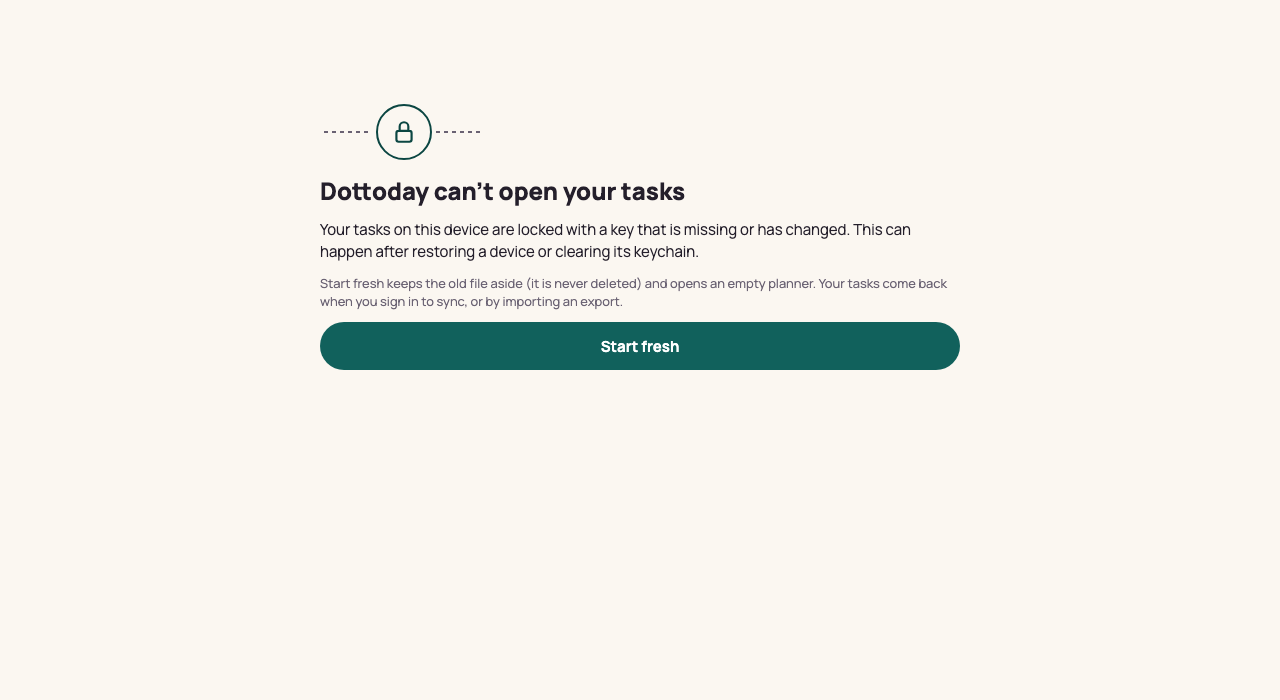 Dottoday can’t open your tasks
Your tasks on this device are locked with a key that is missing or has changed. This can
happen after restoring a device or clearing its keychain.
Start fresh keeps the old file aside (it is never deleted) and opens an empty planner. Your tasks come back
when you sign in to sync, or by importing an export.
Start fresh